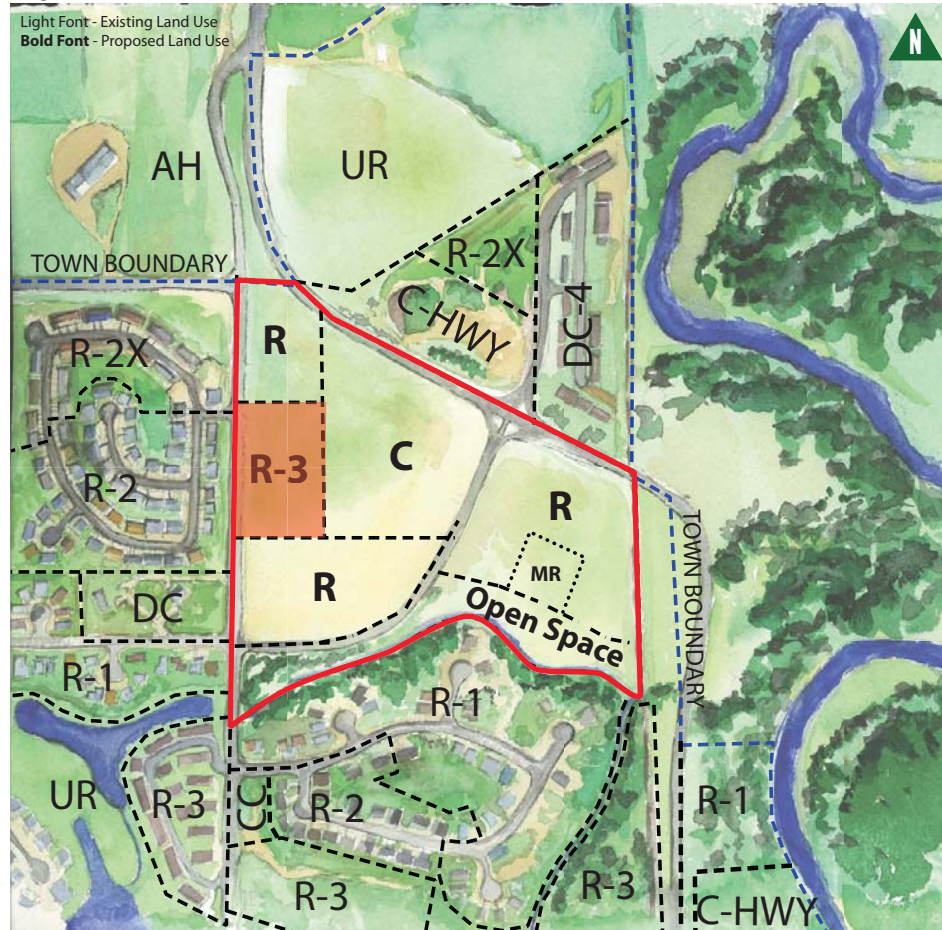 Light Font - Existing Land Use
Bold Font - Proposed Land Use
N
AH
UR
R-2X
TOWN BOUNDARY
C-HWY
DC-4
R
R-2X
C
R-3
R-2
R
MR
TOWN BOUNDARY
R
Open Space
DC
R-1
R-1
UR
R-3
CC
R-2
R-1
R-3
R-3
C-HWY